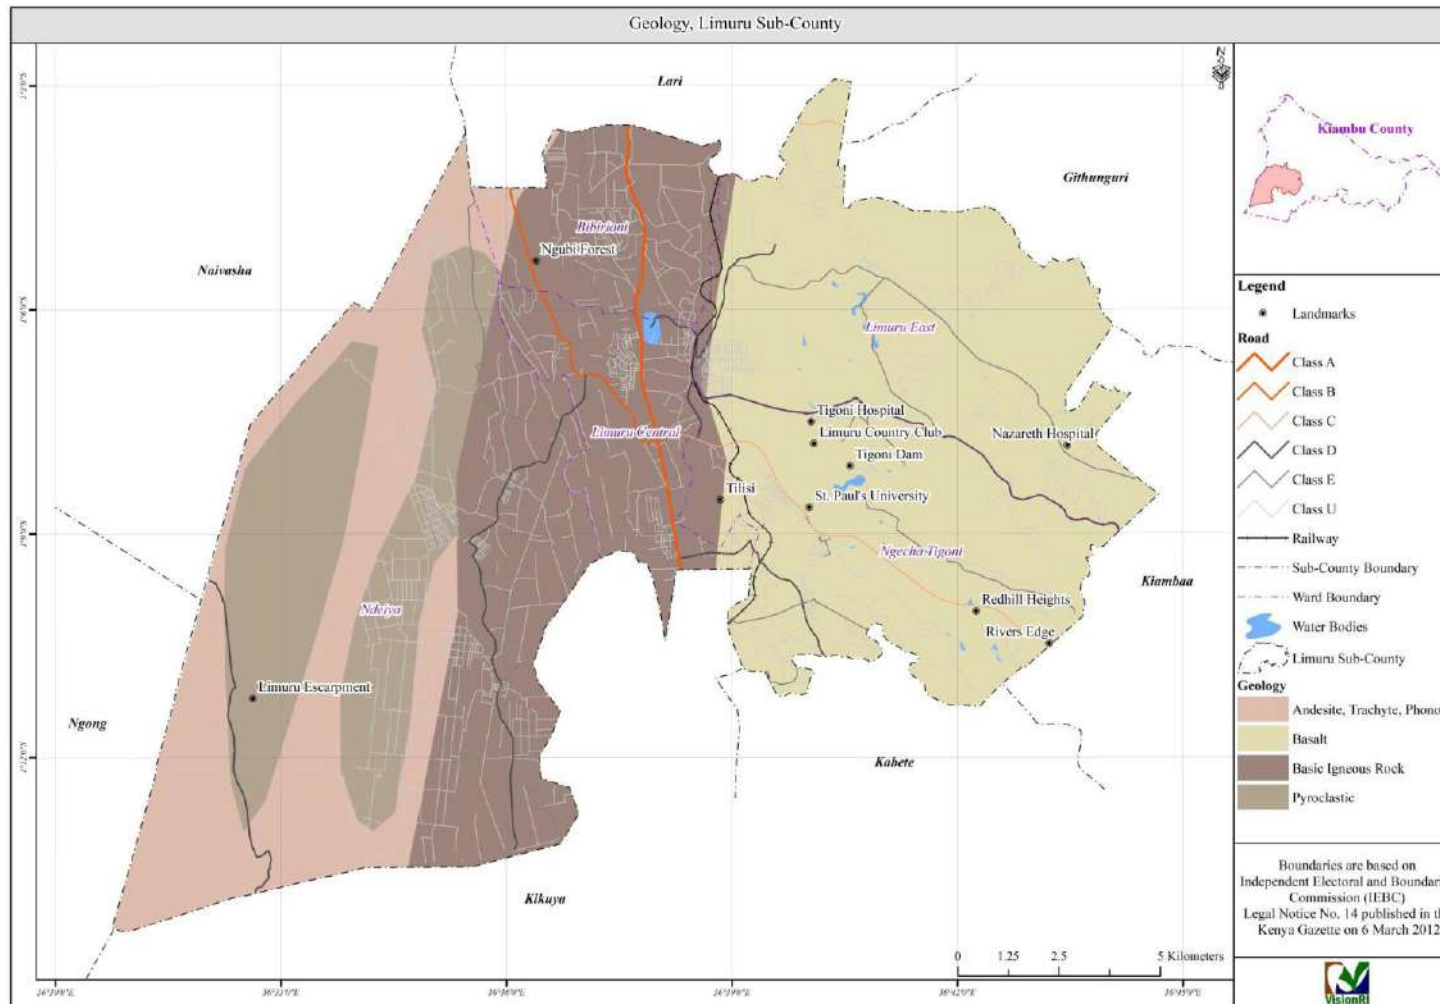 Geology, Limuru Sub-County
Lari
Githunguri
Naivasha
Bibirioni
Ngubi Forest
Limuru East
Tigoni Hospital
Limuru Country Club
Nazareth Hospital
Limuru Central
Tigoni Dam
Tilisi
St. Paul's University
Ngecha Tigoni
Kiambaa
Ndeiya
Redhill Heights
Rivers Edge
Limuru Escarpment
Ngong
Kabete
Kikuya
0 1.25 2.5 5 Kilometers
N
Kiambu County
Legend
Landmarks
Road
Class A
Class B
Class C
Class D
Class E
Class U
Railway
Sub-County Boundary
Ward Boundary
Water Bodies
Limuru Sub-County
Geology
Andesite, Trachyte, Phono
Basalt
Basic Igneous Rock
Pyroclastic
Boundaries are based on
Independent Electoral and Boundari
Commission (IEBC)
Legal Notice No. 14 published in th
Kenya Gazette on 6 March 2012
VisionRI